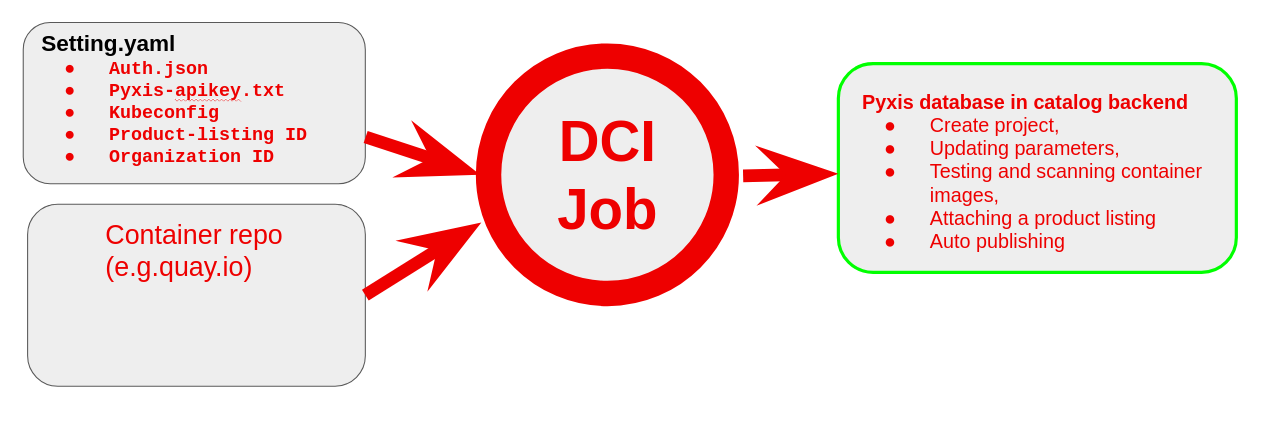 Setting.yaml
● Auth.json
● Pyxis-apikey.txt
● Kubeconfig
● Product-listing ID
● Organization ID
Container repo
(e.g.quay.io)
DCI
Job
Pyxis database in catalog backend
● Create project,
● Updating parameters,
● Testing and scanning container
images,
● Attaching a product listing
● Auto publishing